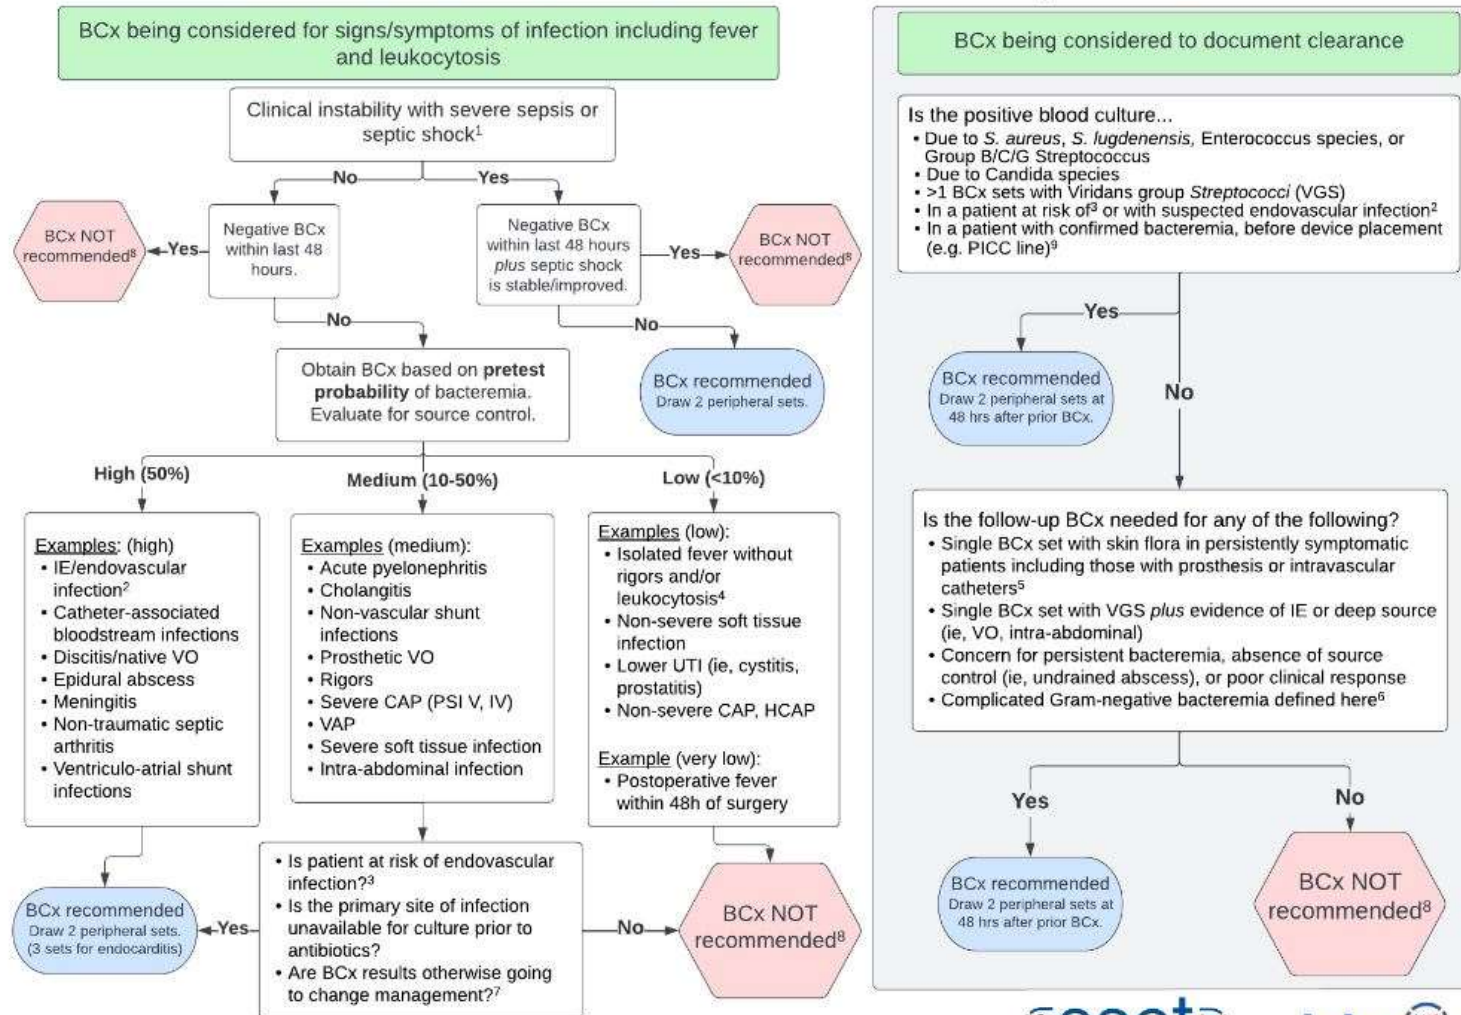 BCx being considered for signs/symptoms of infection including fever
and leukocytosis
Clinical instability with severe sepsis or
septic shock¹
No
Yes
BCx NOT
recommended⁸
Yes
Negative BCx
within last 48
hours.
Negative BCx
within last 48 hours
plus septic shock
is stable/improved.
Yes
BCx NOT
recommended⁸
No
No
Obtain BCx based on pretest
probability of bacteremia.
Evaluate for source control.
BCx recommended
Draw 2 peripheral sets.
High (50%)
Medium (10-50%)
Low (<10%)
Examples: (high)
• IE/endovascular
infection²
• Catheter-associated
bloodstream infections
• Discitis/native VO
• Epidural abscess
• Meningitis
• Non-traumatic septic
arthritis
• Ventriculo-atrial shunt
infections
Examples (medium):
• Acute pyelonephritis
• Cholangitis
• Non-vascular shunt
infections
• Prosthetic VO
• Rigors
• Severe CAP (PSI V, IV)
• VAP
• Severe soft tissue infection
• Intra-abdominal infection
Examples (low):
• Isolated fever without
rigors and/or
leukocytosis⁴
• Non-severe soft tissue
infection
• Lower UTI (ie, cystitis,
prostatitis)
• Non-severe CAP, HCAP
Example (very low):
• Postoperative fever
within 48h of surgery
BCx recommended
Draw 2 peripheral sets.
(3 sets for endocarditis)
Yes
• Is patient at risk of endovascular
infection?³
• Is the primary site of infection
unavailable for culture prior to
antibiotics?
• Are BCx results otherwise going
to change management?⁷
No
BCx NOT
recommended⁸
BCx being considered to document clearance
Is the positive blood culture...
• Due to S. aureus, S. lugdenensis, Enterococcus species, or
Group B/C/G Streptococcus
• Due to Candida species
• >1 BCx sets with Viridans group Streptococci (VGS)
• In a patient at risk of³ or with suspected endovascular infection²
• In a patient with confirmed bacteremia, before device placement
(e.g. PICC line)⁹
Yes
No
BCx recommended
Draw 2 peripheral sets at
48 hrs after prior BCx.
Is the follow-up BCx needed for any of the following?
• Single BCx set with skin flora in persistently symptomatic
patients including those with prosthesis or intravascular
catheters⁵
• Single BCx set with VGS plus evidence of IE or deep source
(ie, VO, intra-abdominal)
• Concern for persistent bacteremia, absence of source
control (ie, undrained abscess), or poor clinical response
• Complicated Gram-negative bacteremia defined here⁶
Yes
No
BCx recommended
Draw 2 peripheral sets at
48 hrs after prior BCx.
BCx NOT
recommended⁸